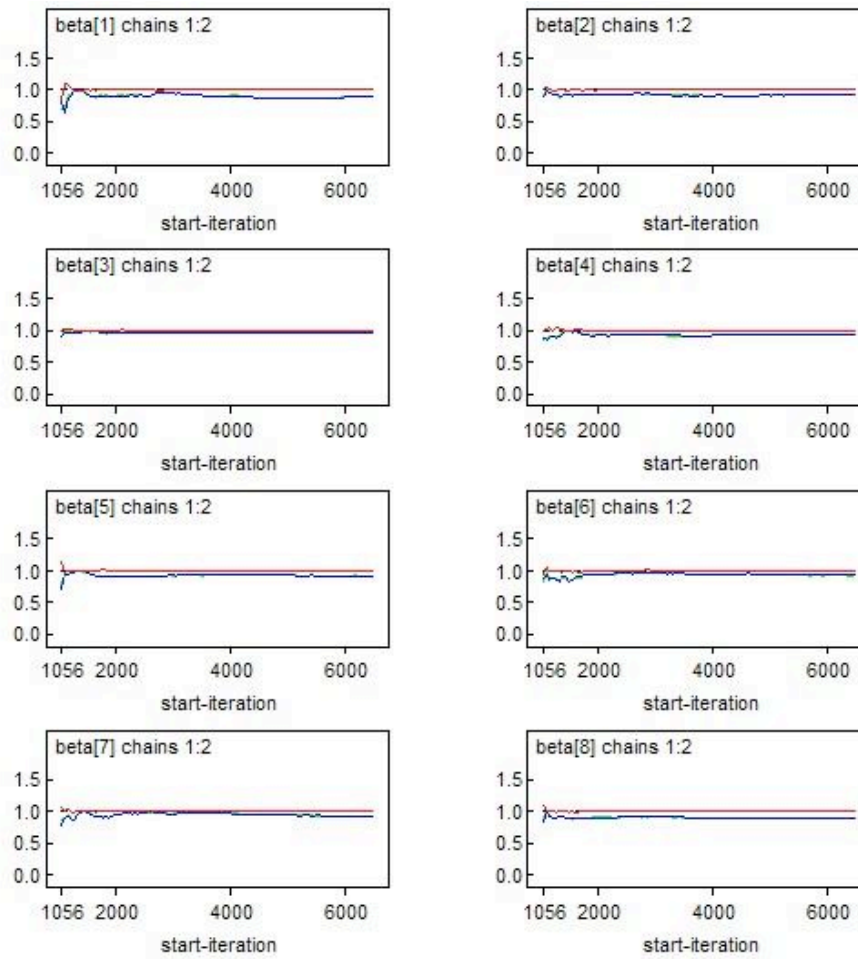 beta[1] chains 1:2
1.5
1.0
0.5
0.0
1056 2000 4000 6000
start-iteration
beta[2] chains 1:2
1.5
1.0
0.5
0.0
1056 2000 4000 6000
start-iteration
beta[3] chains 1:2
1.5
1.0
0.5
0.0
1056 2000 4000 6000
start-iteration
beta[4] chains 1:2
1.5
1.0
0.5
0.0
1056 2000 4000 6000
start-iteration
beta[5] chains 1:2
1.5
1.0
0.5
0.0
1056 2000 4000 6000
start-iteration
beta[6] chains 1:2
1.5
1.0
0.5
0.0
1056 2000 4000 6000
start-iteration
beta[7] chains 1:2
1.5
1.0
0.5
0.0
1056 2000 4000 6000
start-iteration
beta[8] chains 1:2
1.5
1.0
0.5
0.0
1056 2000 4000 6000
start-iteration